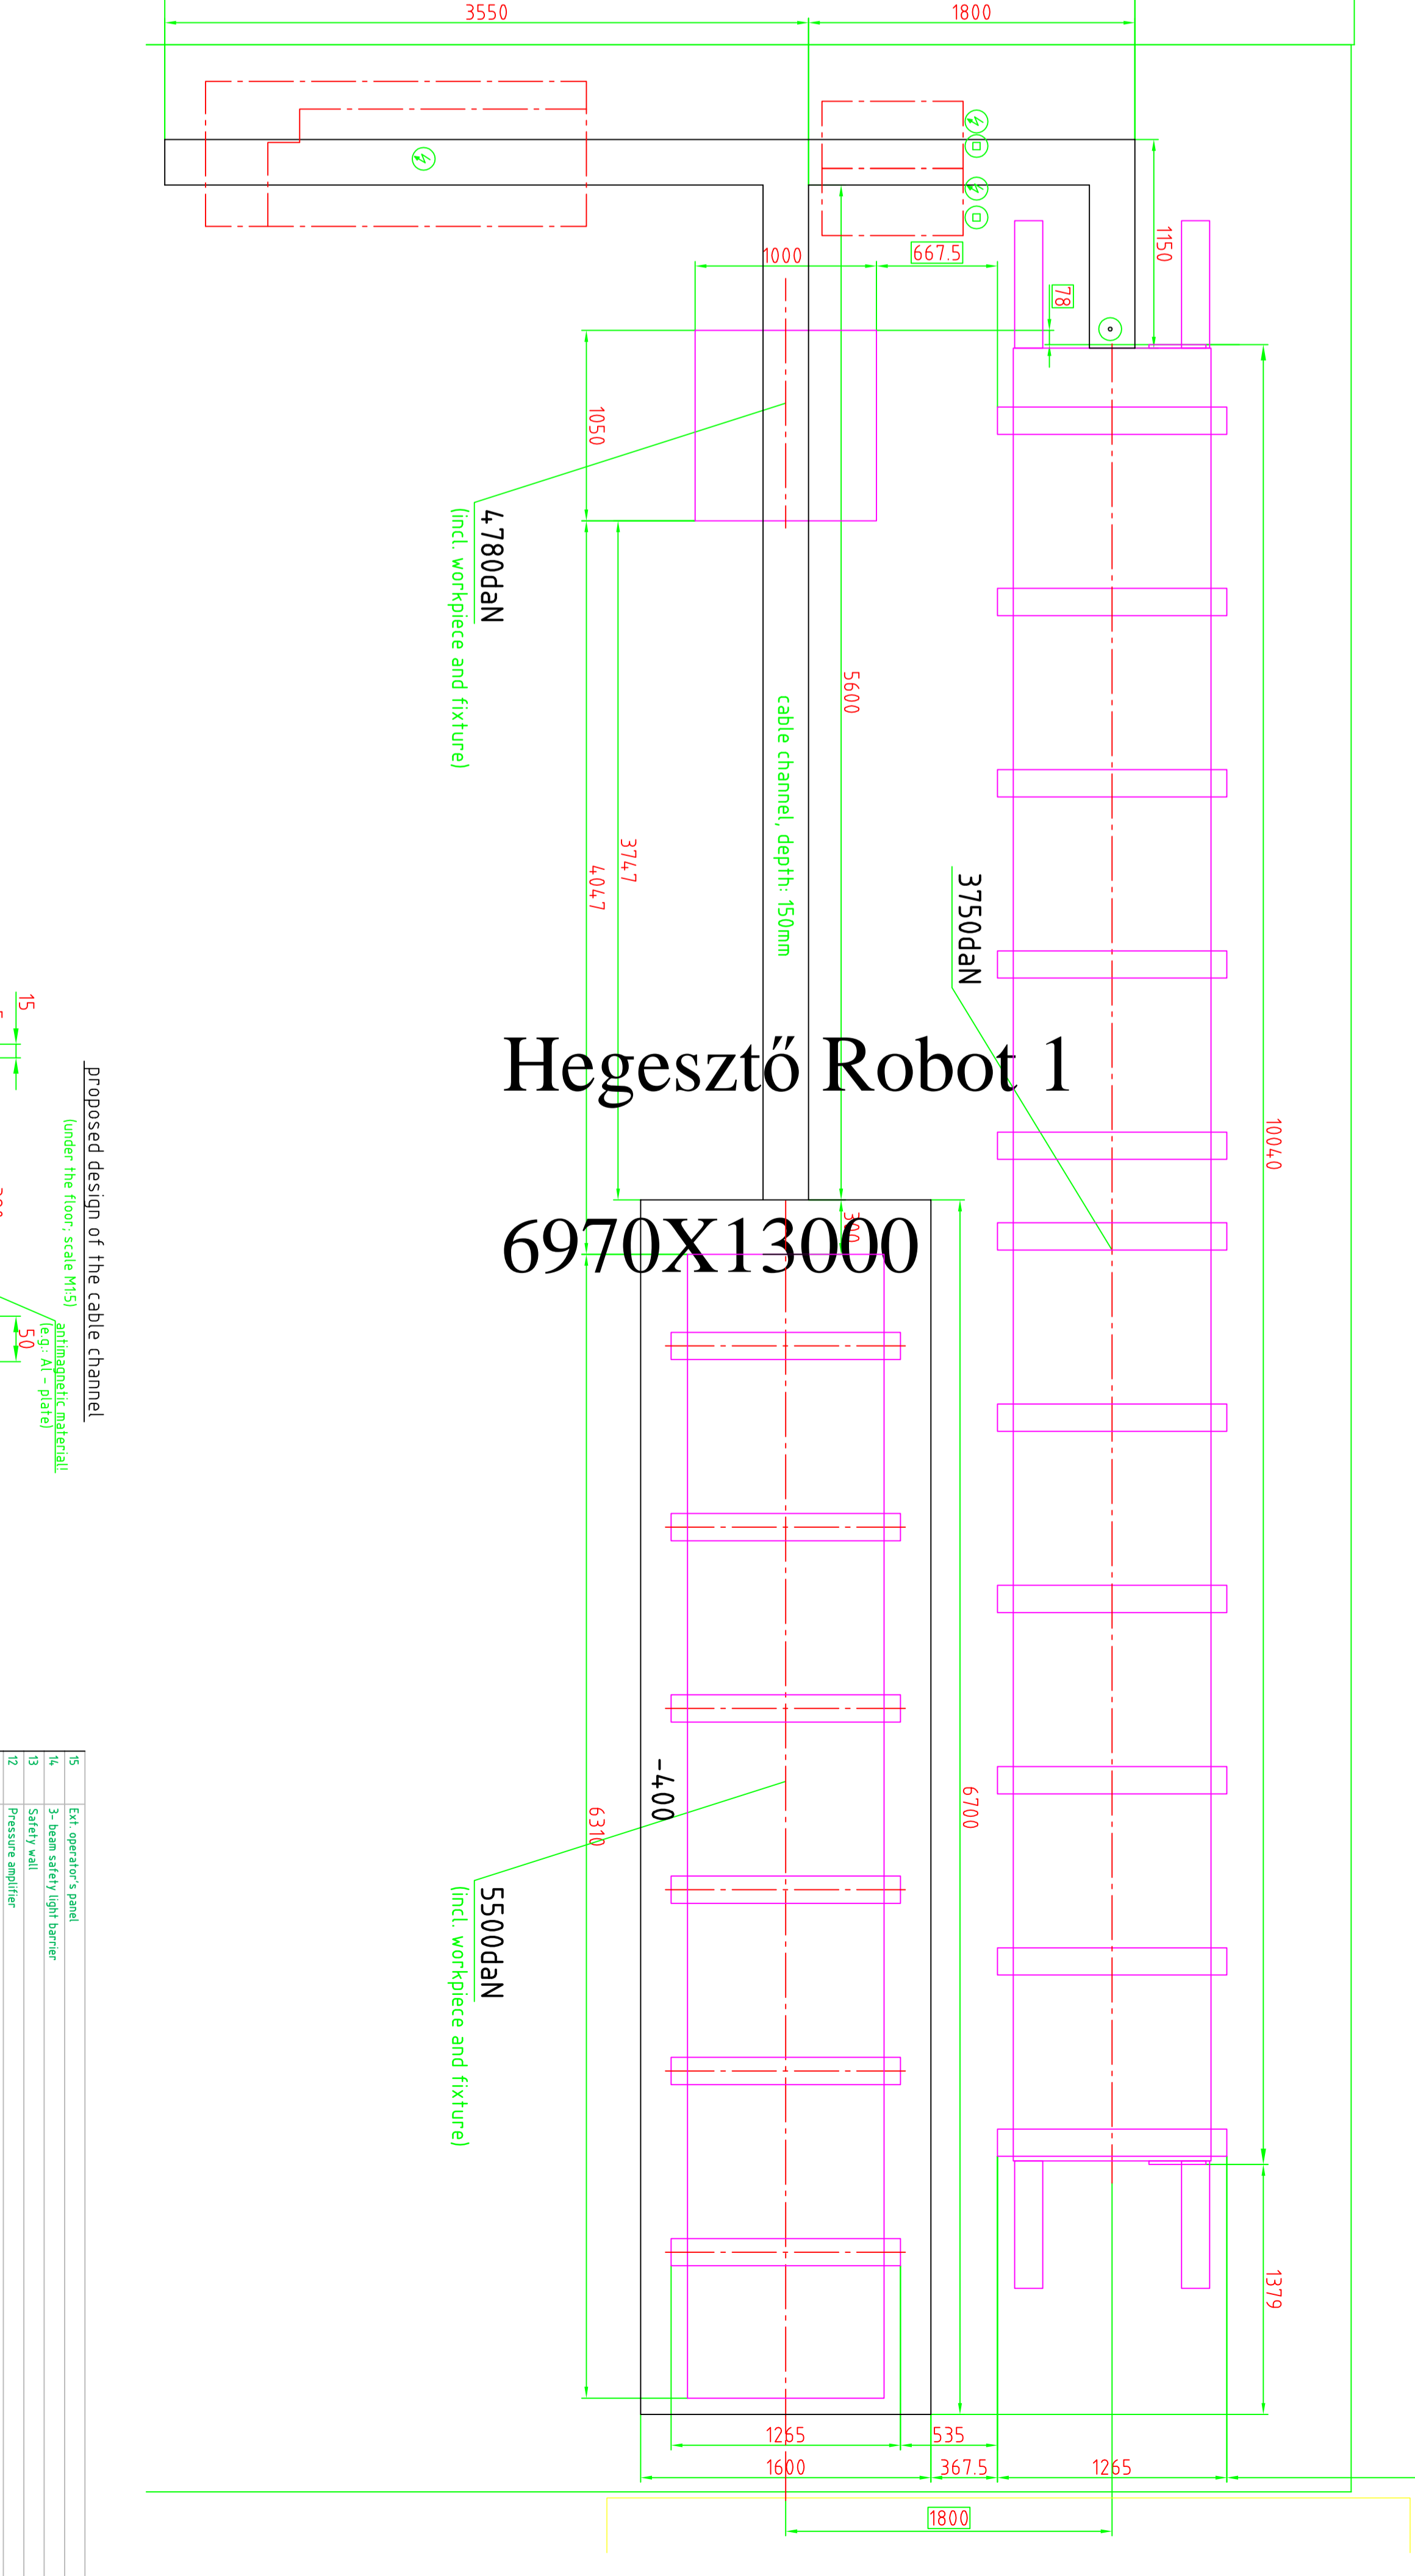 3550
1800
1150
1000
667.5
78
1050
4780daN
(incl. workpiece and fixture)
5600
cable channel, depth: 150mm
3747
4047
3750daN
10040
15
Hegesztő Robot 1
6970X13000
300
proposed design of the cable channel
(under the floor; scale M1:5)
antimagnetic material!
(e.g.: Al - plate)
50
-400
6310
6700
5500daN
(incl. workpiece and fixture)
1379
15 Ext. operator's panel
14 3- beam safety light barrier
13 Safety wall
12 Pressure amplifier
1265
535
1600
367.5
1265
1800